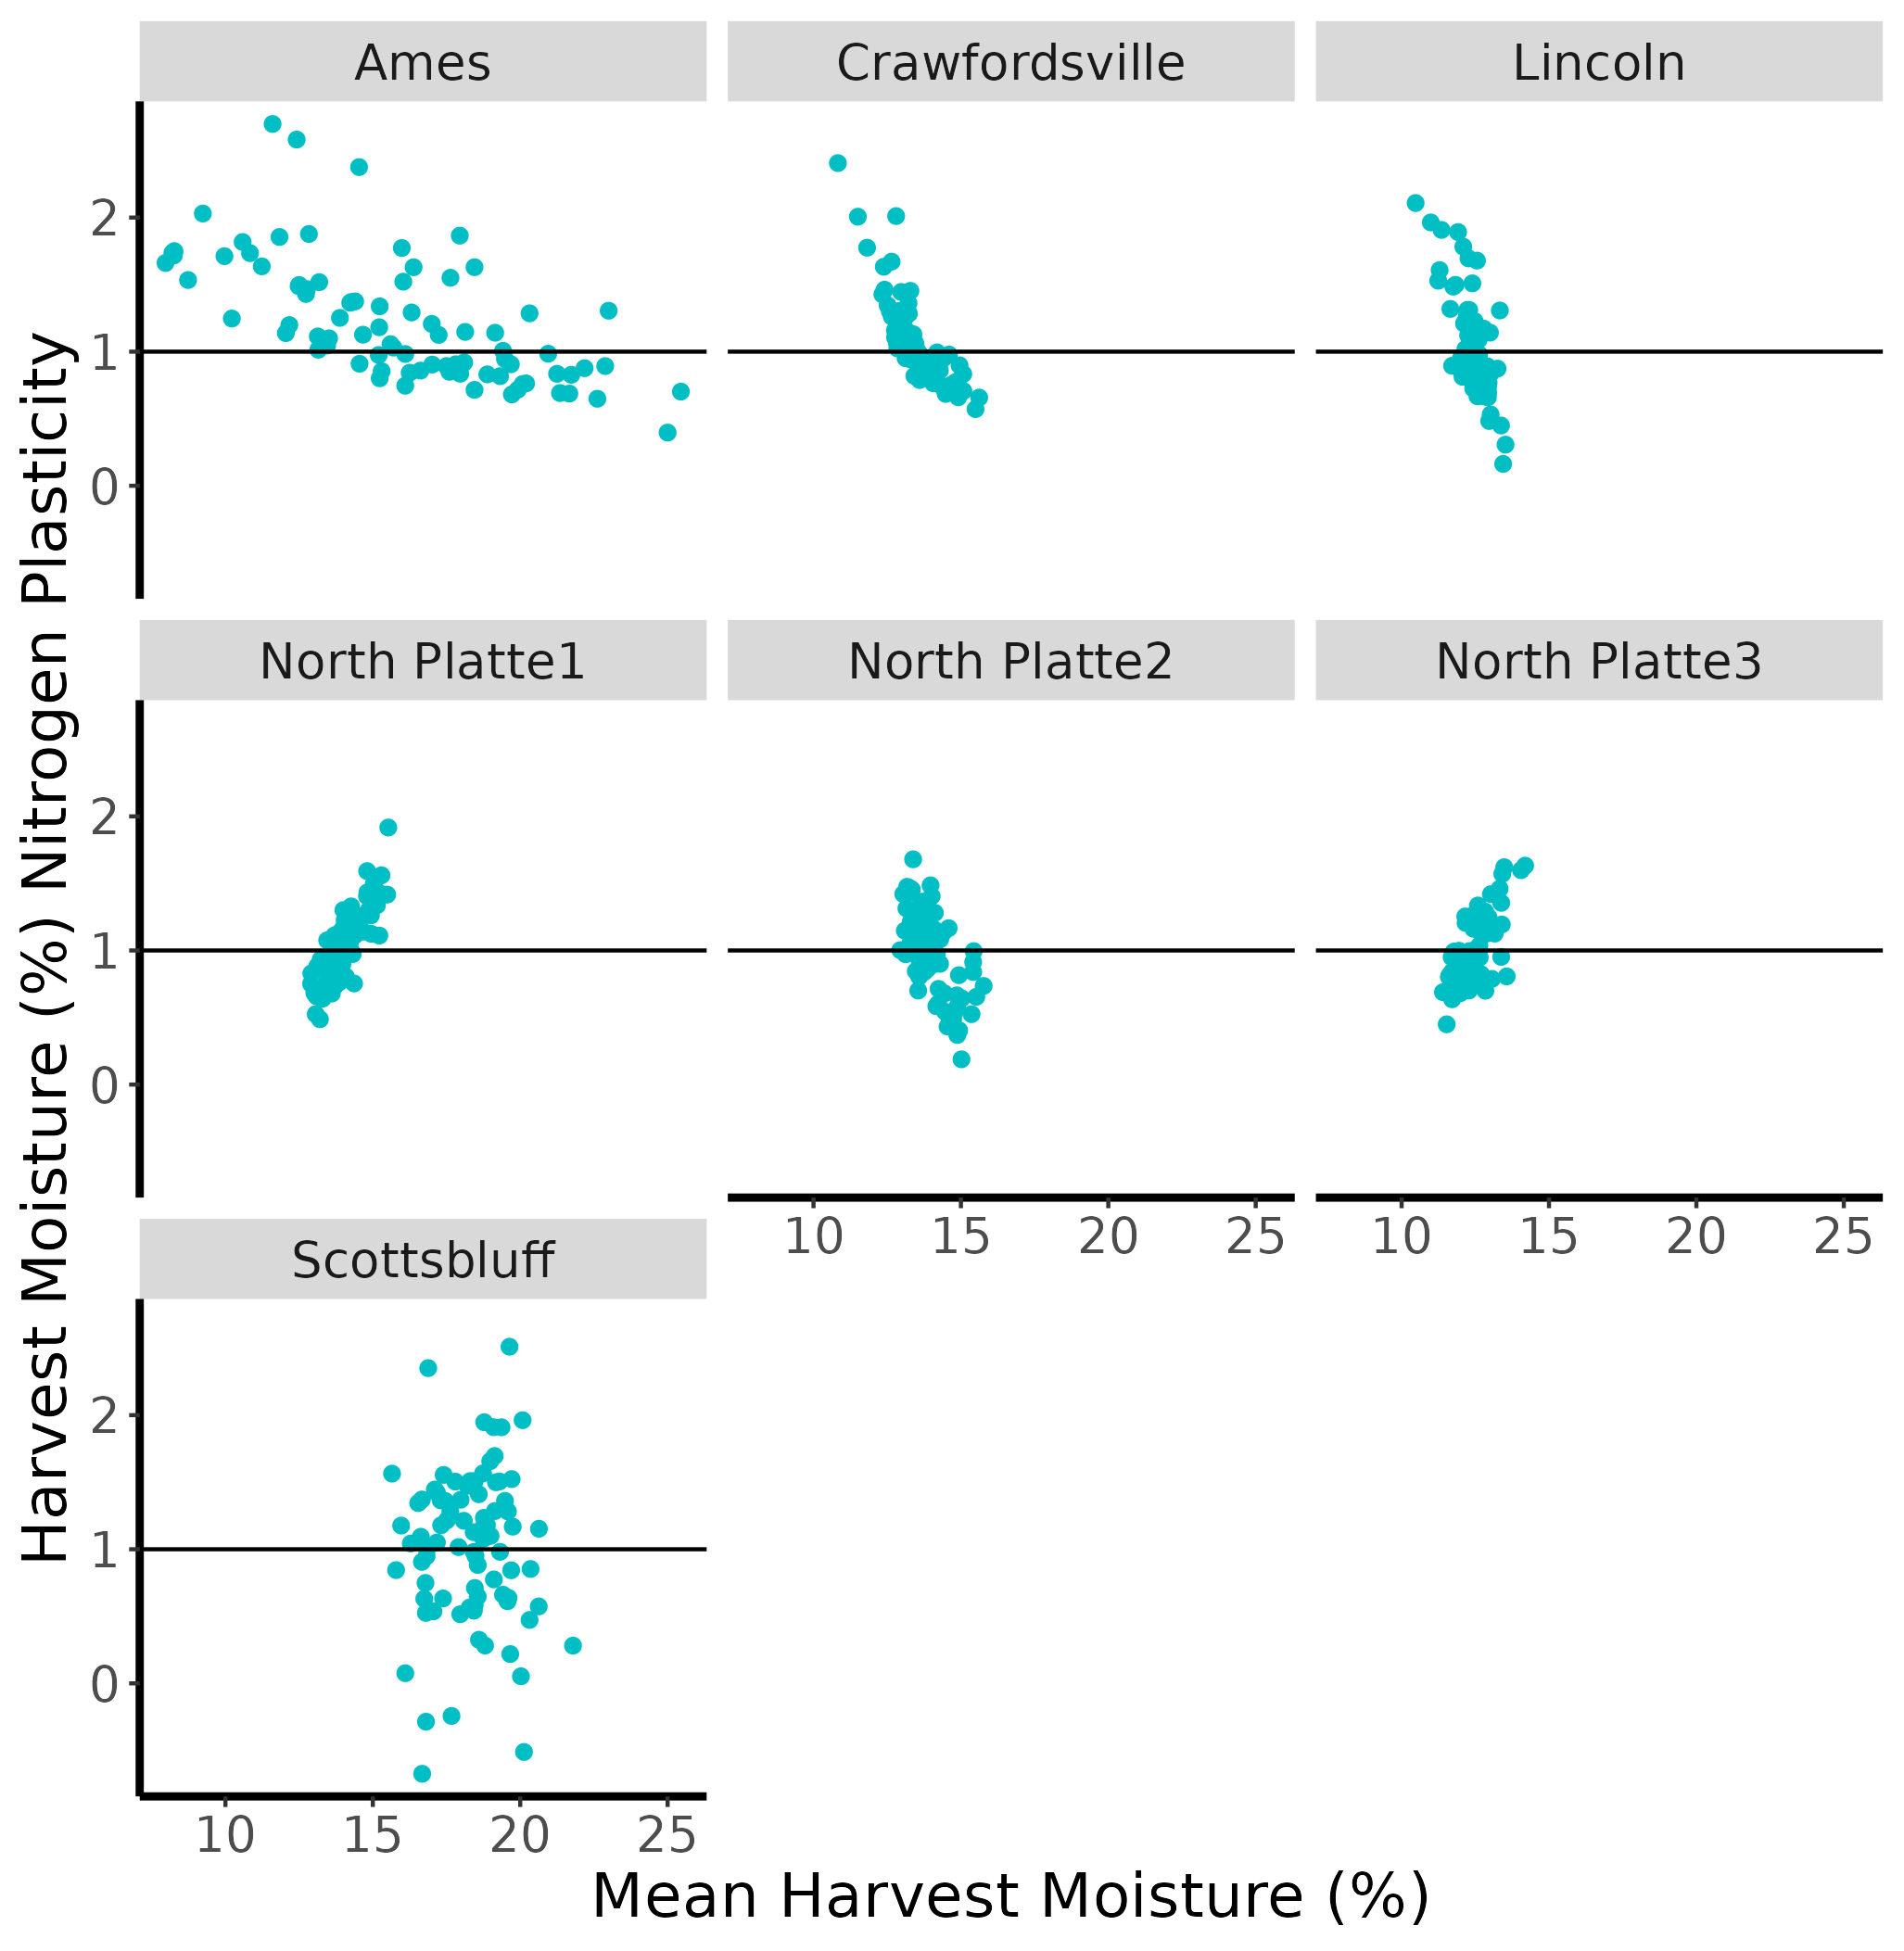 Ames
Crawfordsville
Lincoln
2
1
0
North Platte1
North Platte2
North Platte3
2
1
0
10 15 20 25
10 15 20 25
Scottsbluff
2
1
0
10 15 20 25
Mean Harvest Moisture (%)
Harvest Moisture (%) Nitrogen Plasticity